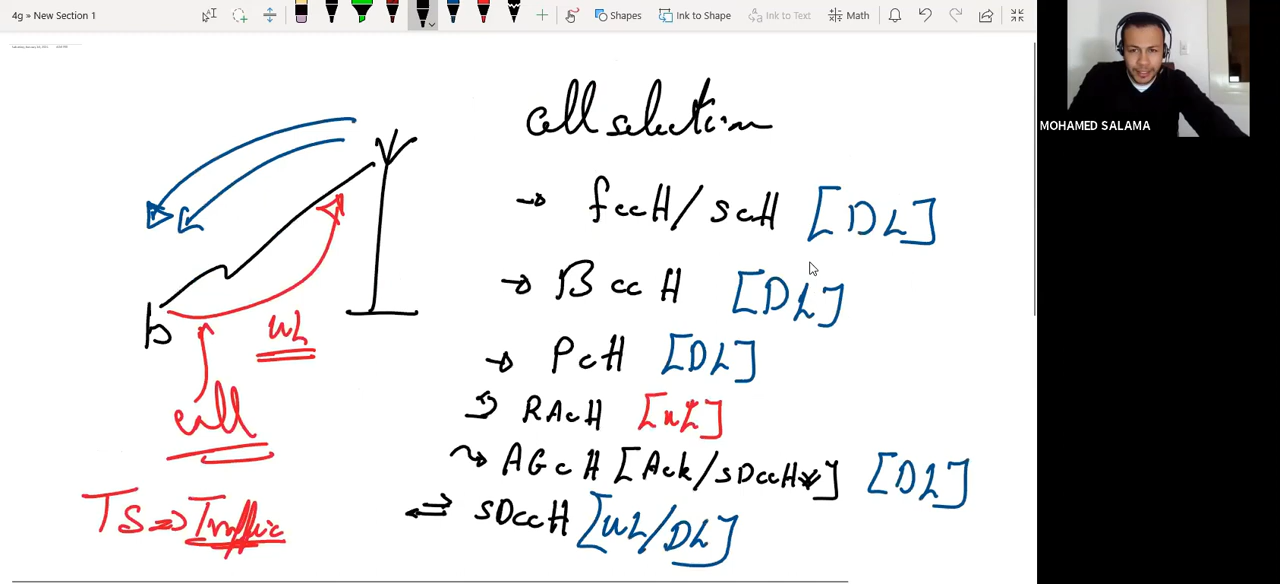 4g » New Section 1
Shapes
Ink to Shape
Ink to Text
Math
MOHAMED SALAMA
cell selection
fccH/scH [DL]
BccH [DL]
PcH [DL]
RAcH [uL]
AGcH [Ack/sDccH] [DL]
sDccH [uL/DL]
uL
call
TS => Traffic